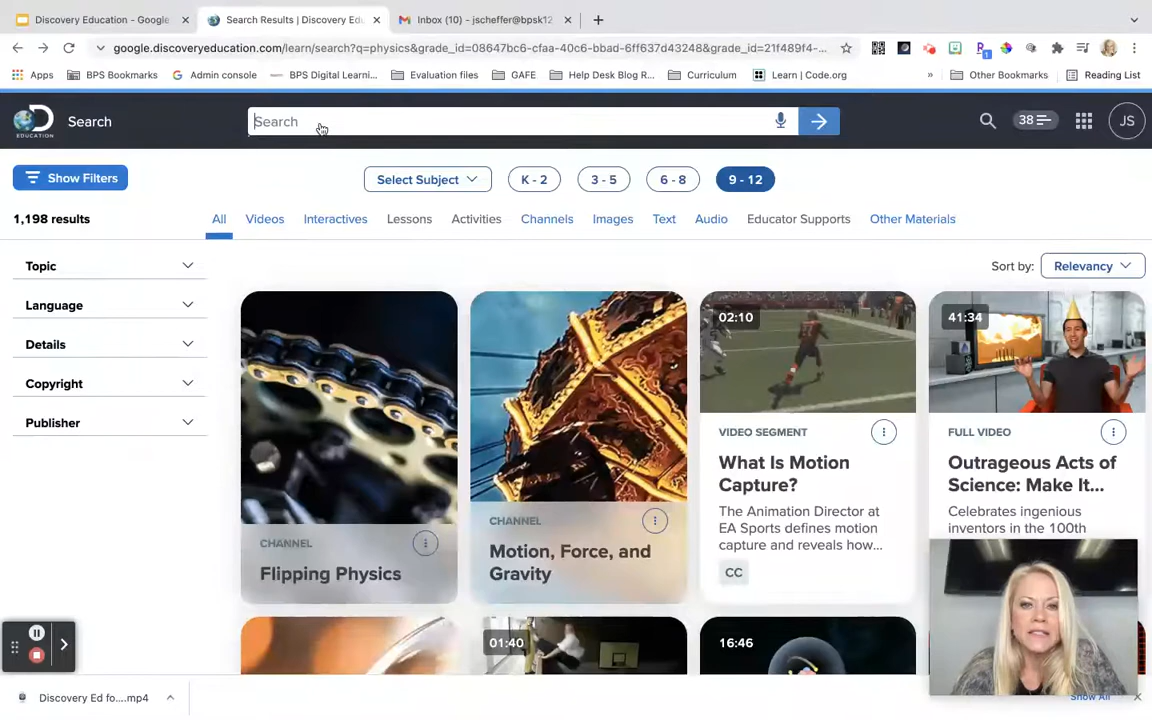 Discovery Education - Google
Search Results | Discovery Edu
Inbox (10) - jscheffer@bpsk12
google.discoveryeducation.com/learn/search?q=physics&grade_id=08647bc6-cfaa-40c6-bbad-6ff637d43248&grade_id=21f489f4-...
Apps
BPS Bookmarks
Admin console
BPS Digital Learni...
Evaluation files
GAFE
Help Desk Blog R...
Curriculum
Learn | Code.org
»
Other Bookmarks
Reading List
EDUCATION
Search
Search
38
JS
Show Filters
Select Subject
K - 2
3 - 5
6 - 8
9 - 12
1,198 results
All
Videos
Interactives
Lessons
Activities
Channels
Images
Text
Audio
Educator Supports
Other Materials
Sort by:
Relevancy
Topic
Language
Details
Copyright
Publisher
CHANNEL
Flipping Physics
CHANNEL
Motion, Force, and
Gravity
02:10
VIDEO SEGMENT
What Is Motion
Capture?
The Animation Director at
EA Sports defines motion
capture and reveals how...
CC
41:34
FULL VIDEO
Outrageous Acts of
Science: Make It...
Celebrates ingenious
inventors in the 100th
01:40
16:46
Discovery Ed fo....mp4
Show All